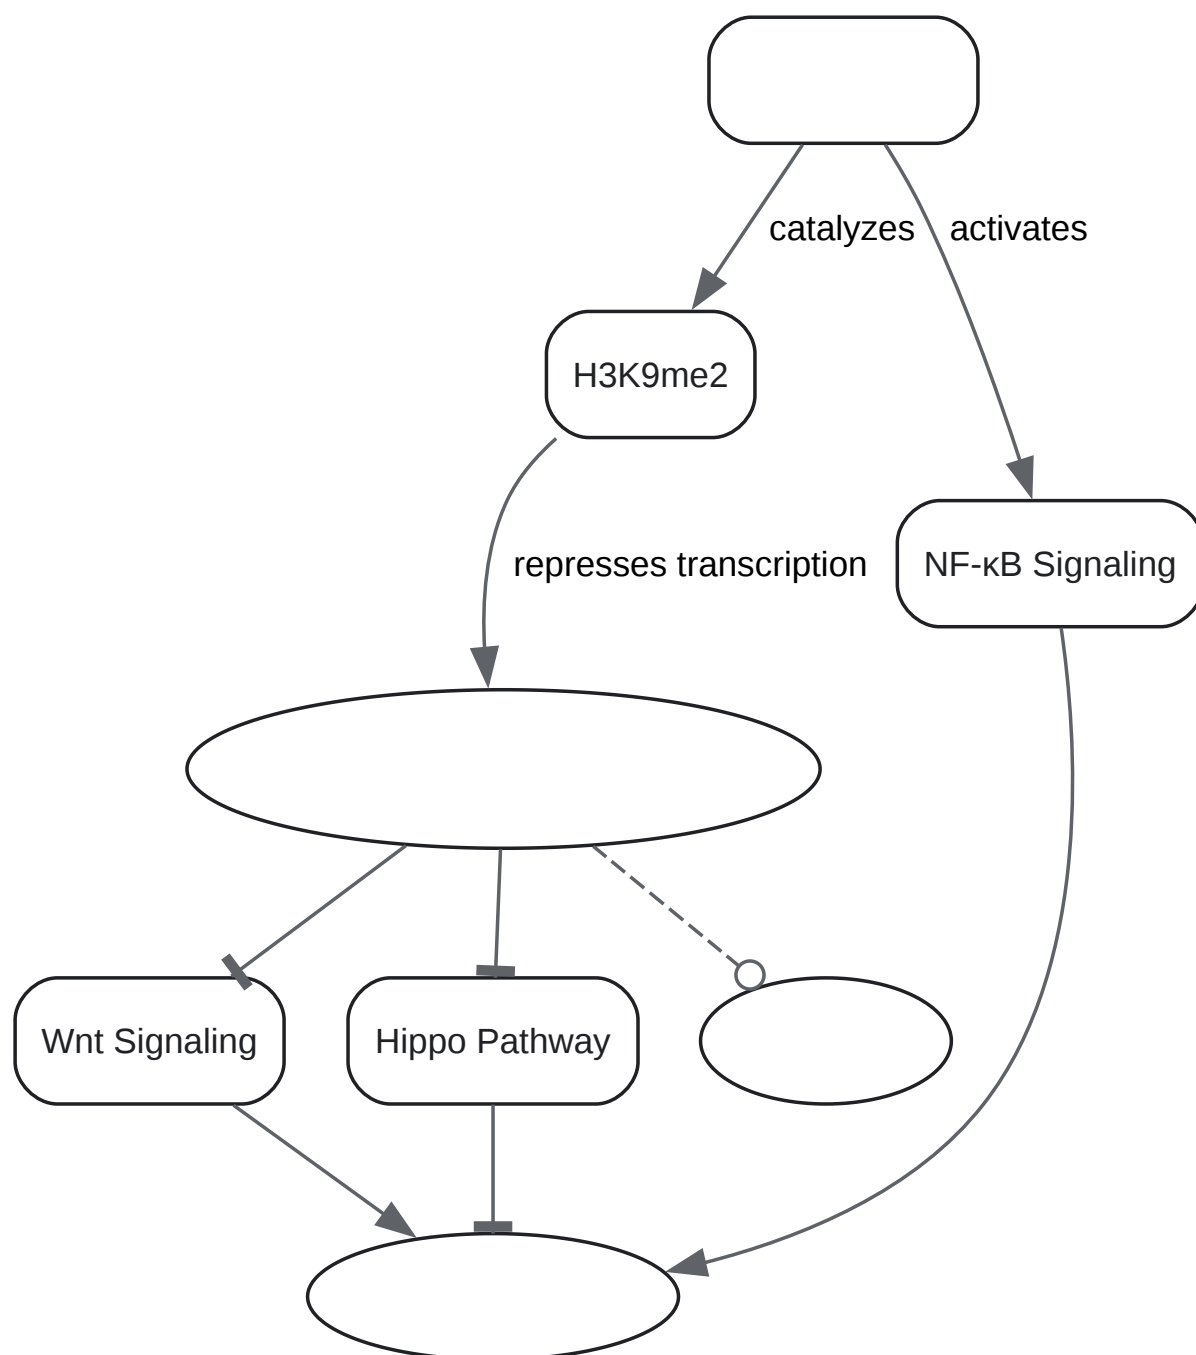 catalyzes
activates
H3K9me2
represses transcription
NF-κB Signaling
Wnt Signaling
Hippo Pathway